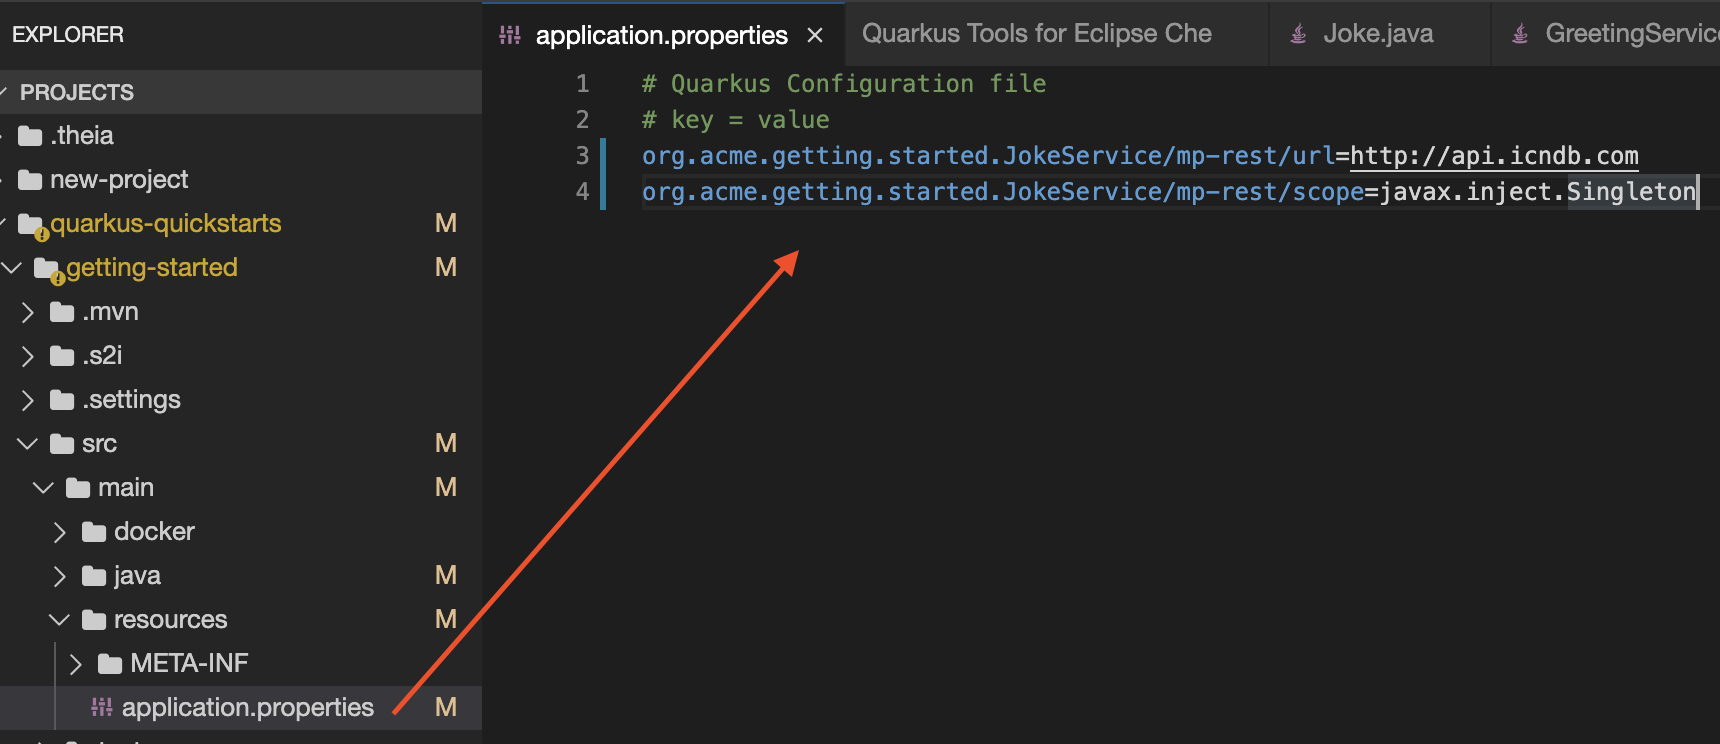 EXPLORER
PROJECTS
.theia
new-project
quarkus-quickstarts M
getting-started M
.mvn
.s2i
.settings
src M
main M
docker
java M
resources M
META-INF
application.properties M
application.properties
Quarkus Tools for Eclipse Che
Joke.java
GreetingServic
1 # Quarkus Configuration file
2 # key = value
3 org.acme.getting.started.JokeService/mp-rest/url=http://api.icndb.com
4 org.acme.getting.started.JokeService/mp-rest/scope=javax.inject.Singleton